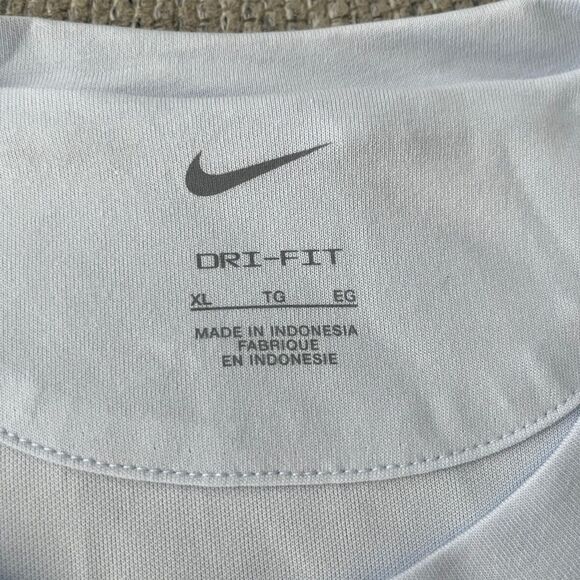 DRI-FIT
XL TG EG
MADE IN INDONESIA
FABRIQUE
EN INDONESIE